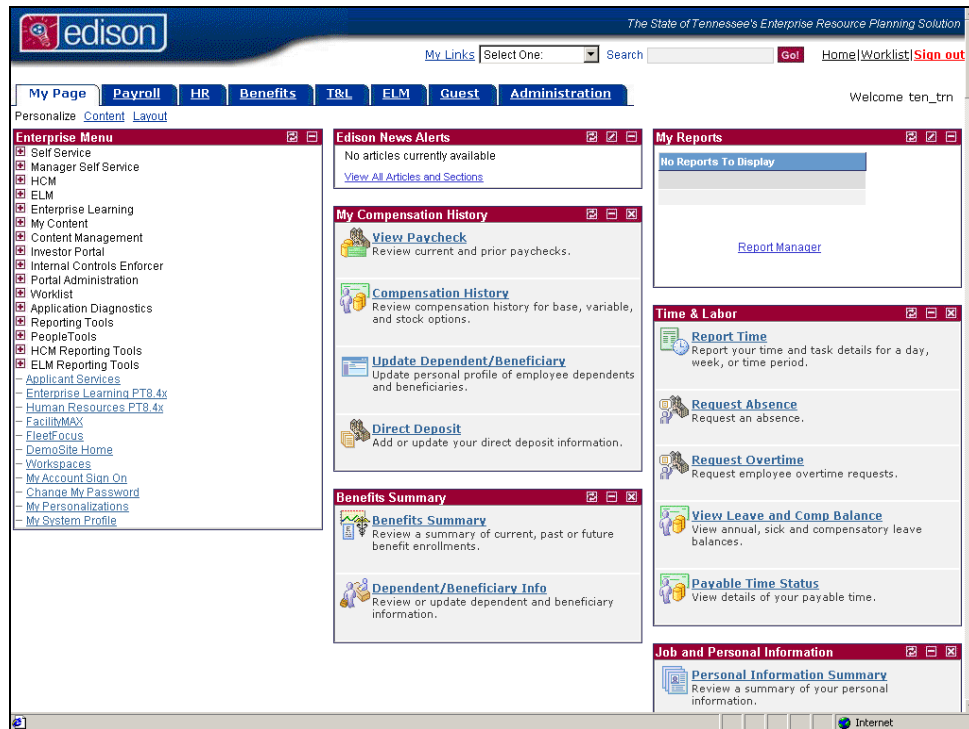 edison
The State of Tennessee's Enterprise Resource Planning Solution
My Links Select One: Search Go! Home|Worklist|Sign out
My Page Payroll HR Benefits T&L ELM Guest Administration
Welcome ten_trn
Personalize Content Layout
Enterprise Menu
Self Service
Manager Self Service
HCM
ELM
Enterprise Learning
My Content
Content Management
Investor Portal
Internal Controls Enforcer
Portal Administration
Worklist
Application Diagnostics
Reporting Tools
PeopleTools
HCM Reporting Tools
ELM Reporting Tools
– Applicant Services
– Enterprise Learning PT8.4x
– Human Resources PT8.4x
– FacilityMAX
– FleetFocus
– DemoSite Home
– Workspaces
– My Account Sign On
– Change My Password
– My Personalizations
– My System Profile
Edison News Alerts
No articles currently available
View All Articles and Sections
My Compensation History
View Paycheck
Review current and prior paychecks.
Compensation History
Review compensation history for base, variable,
and stock options.
Update Dependent/Beneficiary
Update personal profile of employee dependents
and beneficiaries.
Direct Deposit
Add or update your direct deposit information.
Benefits Summary
Benefits Summary
Review a summary of current, past or future
benefit enrollments.
Dependent/Beneficiary Info
Review or update dependent and beneficiary
information.
My Reports
No Reports To Display
Report Manager
Time & Labor
Report Time
Report your time and task details for a day,
week, or time period.
Request Absence
Request an absence.
Request Overtime
Request employee overtime requests.
View Leave and Comp Balance
View annual, sick and compensatory leave
balances.
Payable Time Status
View details of your payable time.
Job and Personal Information
Personal Information Summary
Review a summary of your personal
information.
Internet